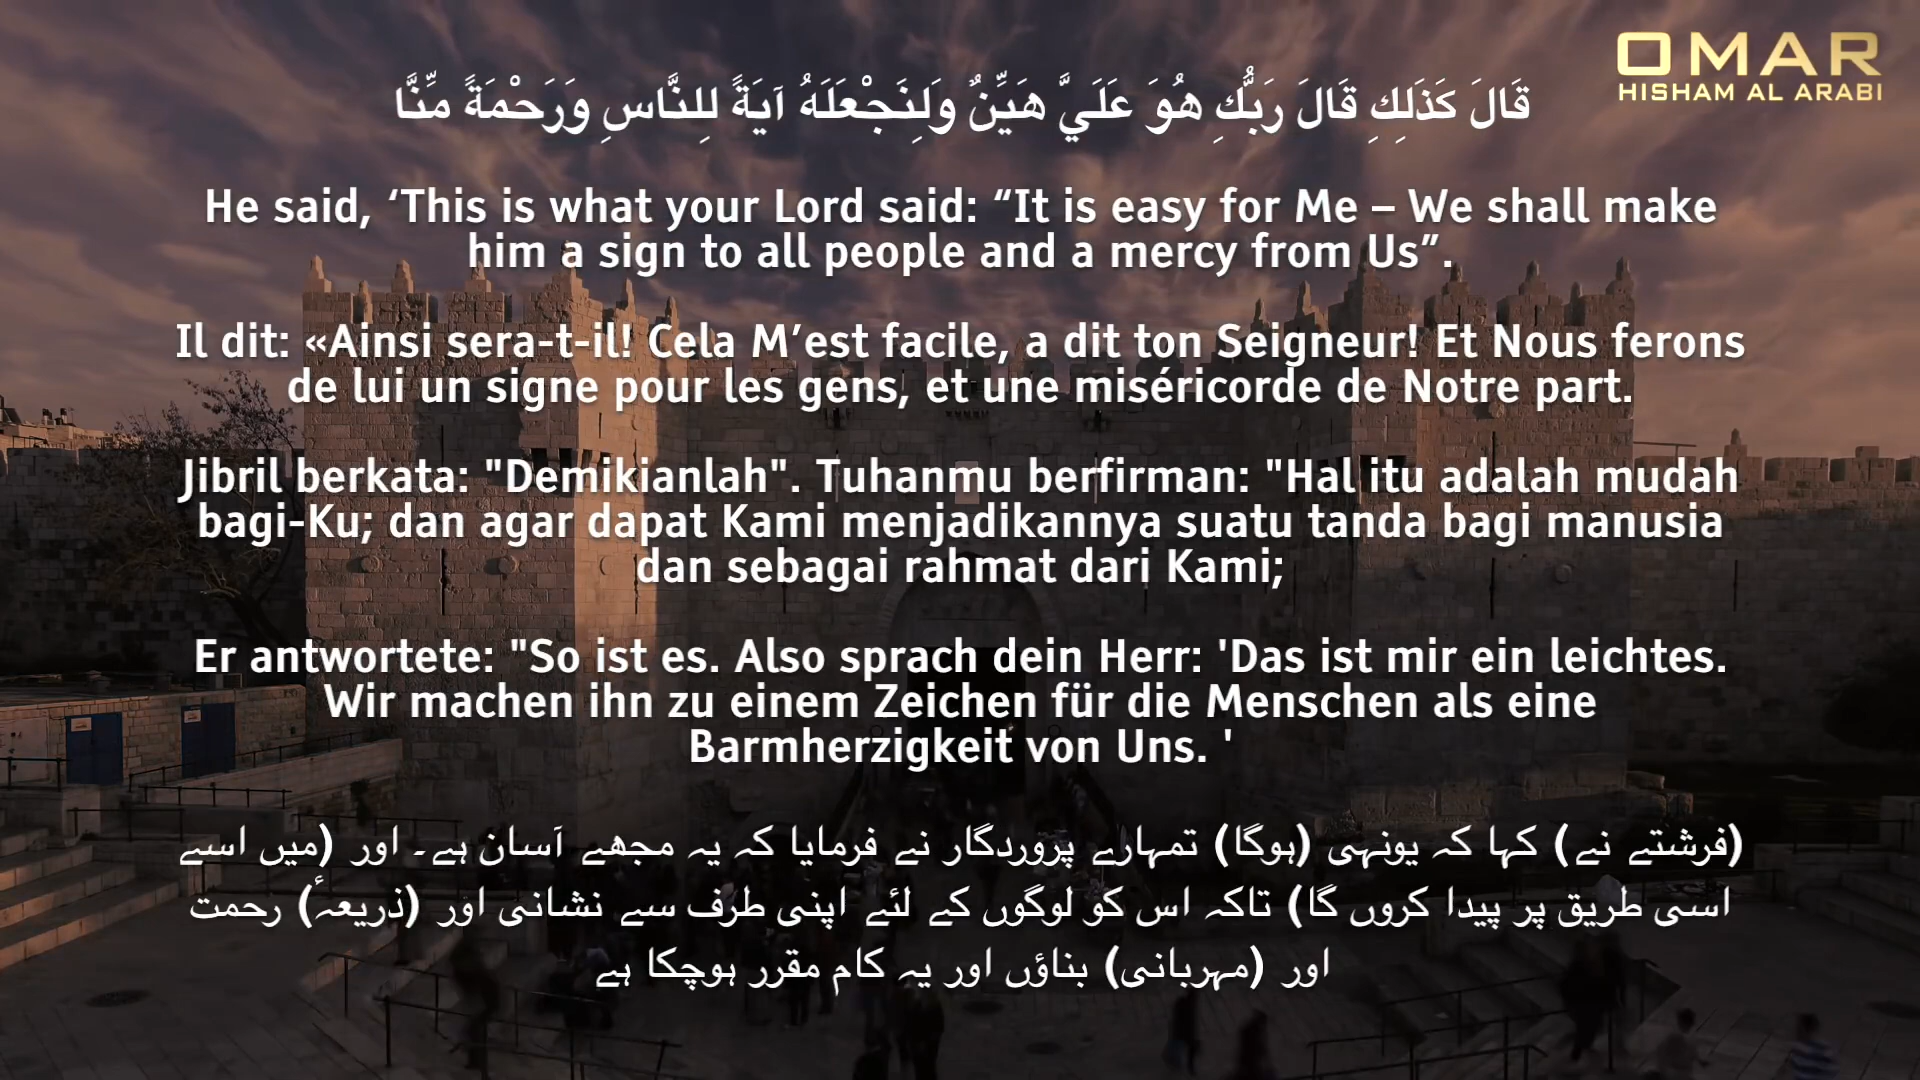 OMAR
HISHAM AL ARABI
قَالَ كَذَلِكِ قَالَ رَبُّكِ هُوَ عَلَيَّ هَيِّنٌ وَلِنَجْعَلَهُ آيَةً لِلنَّاسِ وَرَحْمَةً مِّنَّا
He said, ‘This is what your Lord said: “It is easy for Me – We shall make
him a sign to all people and a mercy from Us”.
Il dit: «Ainsi sera-t-il! Cela M’est facile, a dit ton Seigneur! Et Nous ferons
de lui un signe pour les gens, et une miséricorde de Notre part.
Jibril berkata: "Demikianlah". Tuhanmu berfirman: "Hal itu adalah mudah
bagi-Ku; dan agar dapat Kami menjadikannya suatu tanda bagi manusia
dan sebagai rahmat dari Kami;
Er antwortete: "So ist es. Also sprach dein Herr: 'Das ist mir ein leichtes.
Wir machen ihn zu einem Zeichen für die Menschen als eine
Barmherzigkeit von Uns. '
(فرشتے نے) کہا کہ یونہی (ہوگا) تمہارے پروردگار نے فرمایا کہ یہ مجھے آسان ہے۔ اور (میں اسے
اسی طریق پر پیدا کروں گا) تاکہ اس کو لوگوں کے لئے اپنی طرف سے نشانی اور (ذریعہٴ) رحمت
اور (مہربانی) بناؤں اور یہ کام مقرر ہوچکا ہے